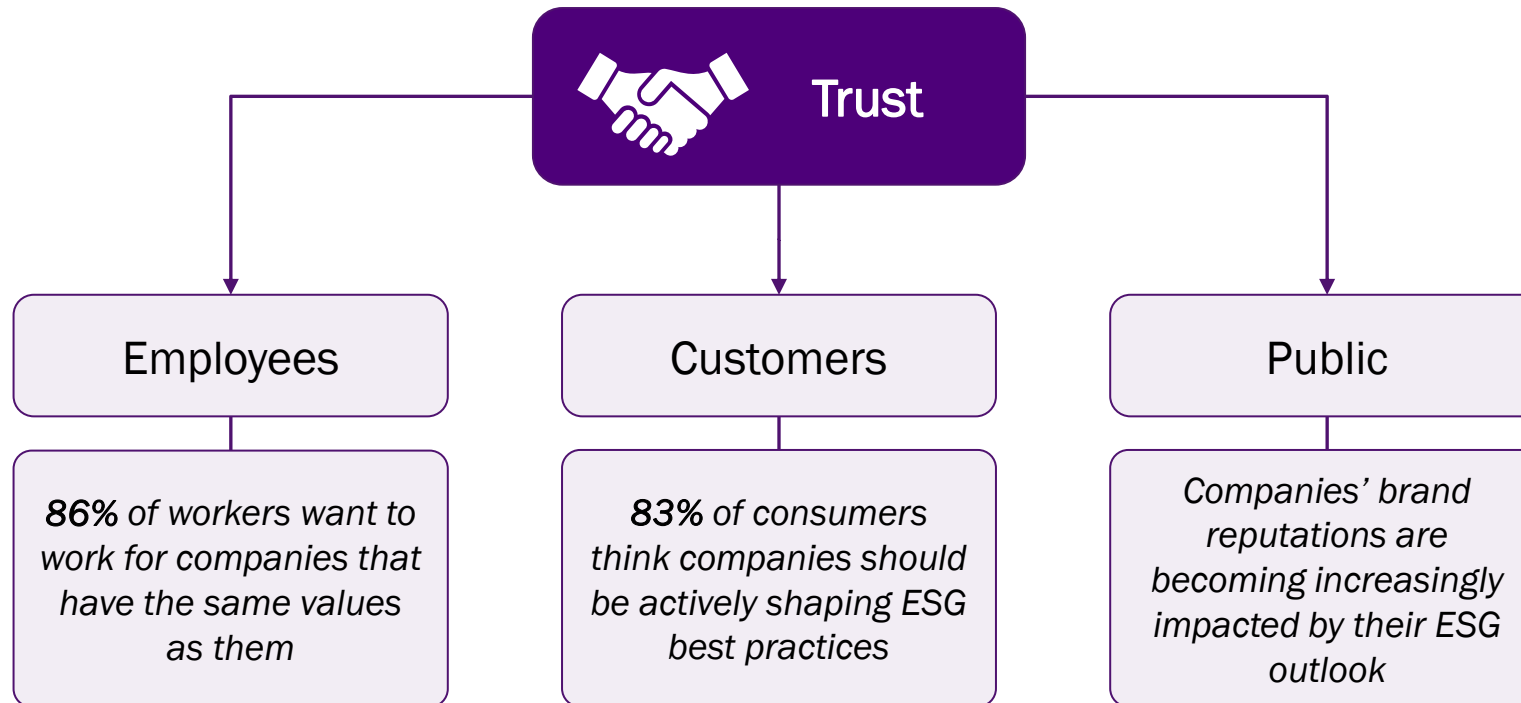 Trust
Employees
Customers
Public
86% of workers want to
work for companies that
have the same values
as them
83% of consumers
think companies should
be actively shaping ESG
best practices
Companies’ brand
reputations are
becoming increasingly
impacted by their ESG
outlook